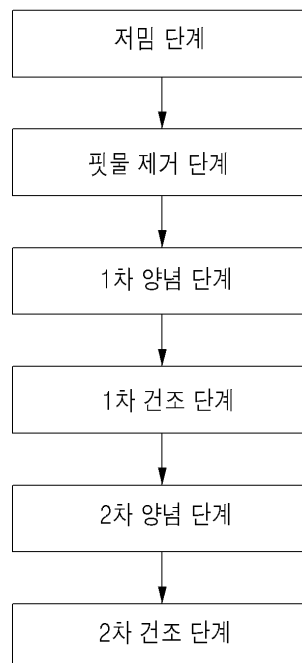 저밈 단계
핏물 제거 단계
1차 양념 단계
1차 건조 단계
2차 양념 단계
2차 건조 단계